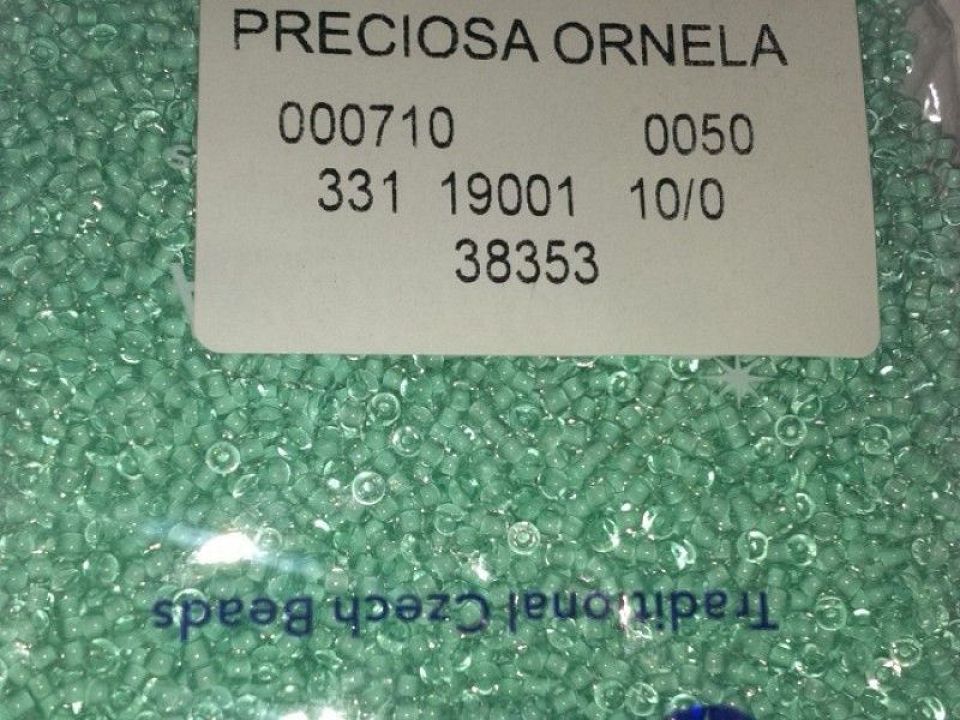 PRECIOSA ORNELA
000710 0050
331 19001 10/0
38353
Traditional Czech Beads